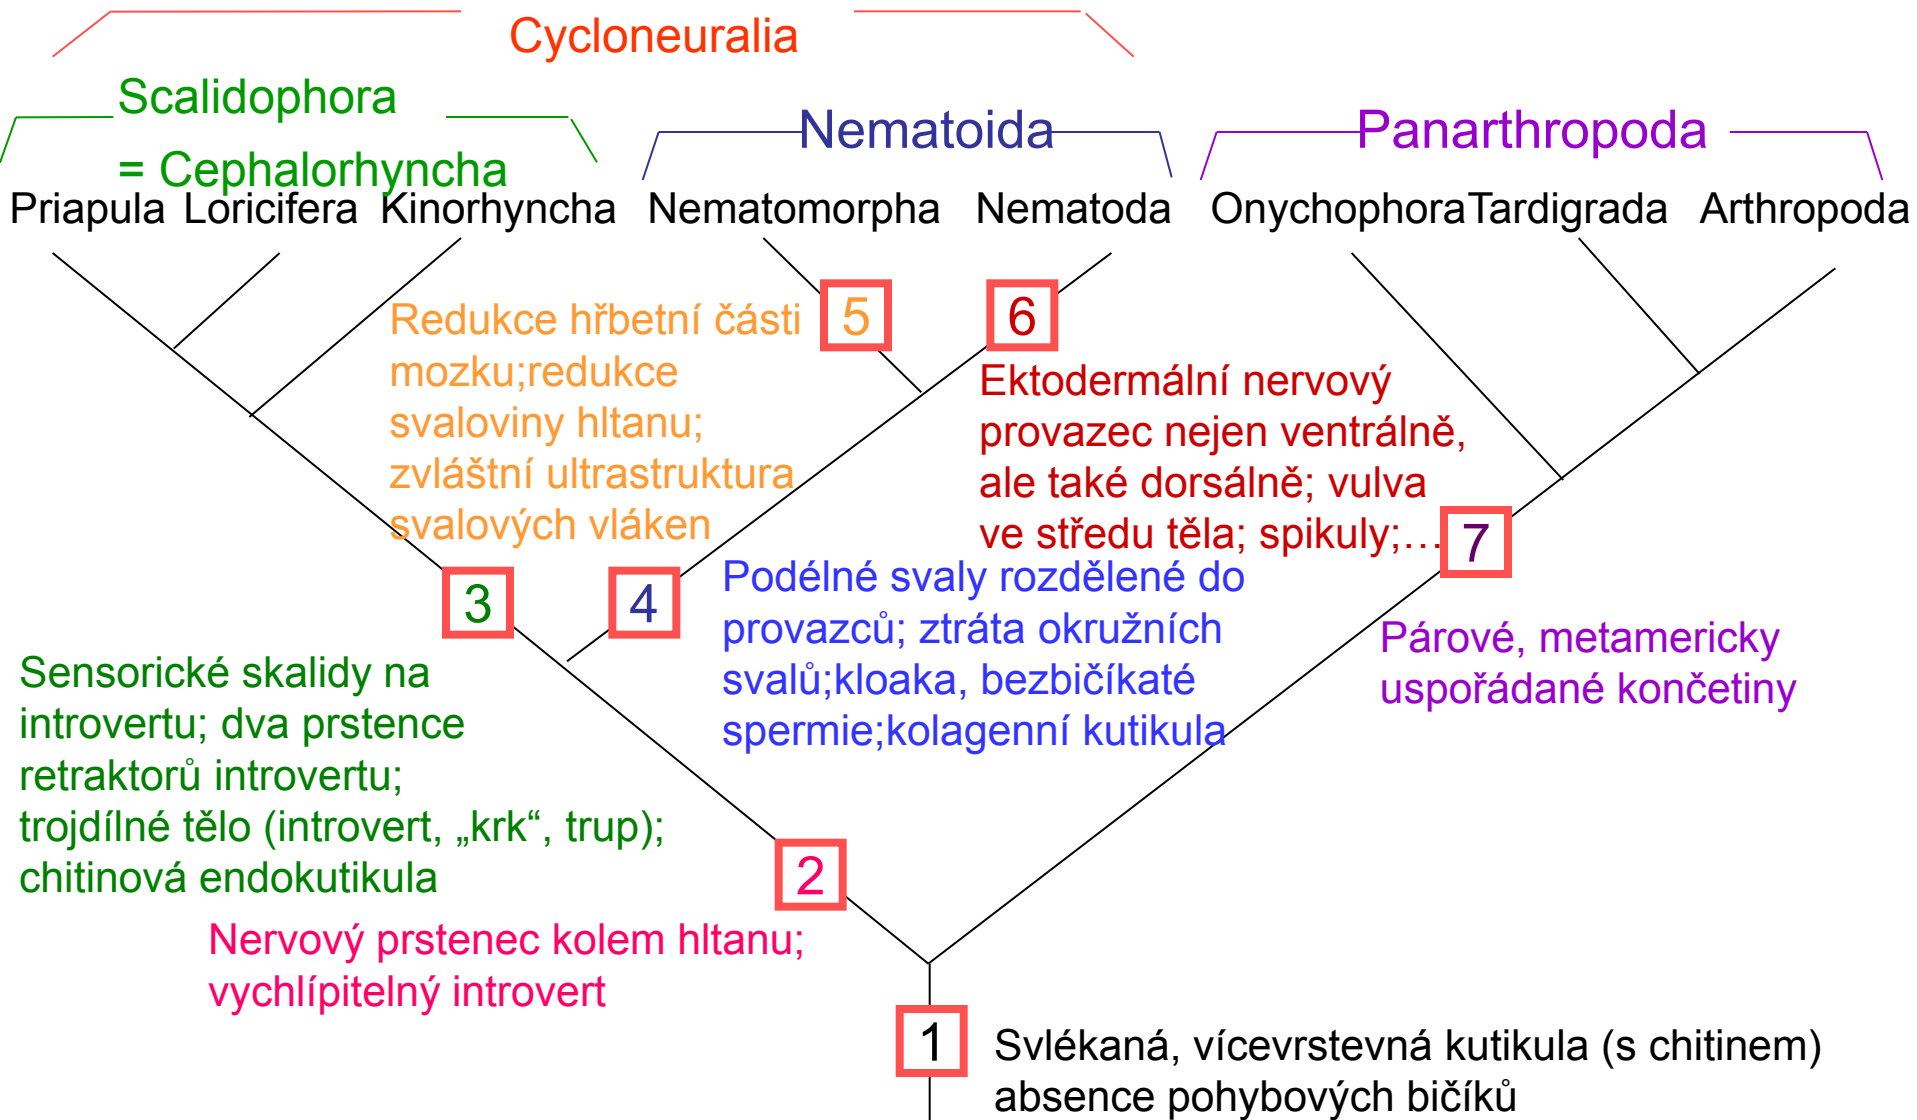 Cycloneuralia
Scalidophora
= Cephalorhyncha
Nematoida
Panarthropoda
Priapula Loricifera Kinorhyncha Nematomorpha Nematoda Onychophora Tardigrada Arthropoda
5
6
Redukce hřbetní části
mozku;redukce
svaloviny hltanu;
zvláštní ultrastruktura
svalových vláken
Ektodermální nervový
provazec nejen ventrálně,
ale také dorsálně; vulva
ve středu těla; spikuly;…
7
3
4
Podélné svaly rozdělené do
provazců; ztráta okružních
svalů;kloaka, bezbičíkaté
spermie;kolagenní kutikula
Párové, metamericky
uspořádané končetiny
Sensorické skalidy na
introvertu; dva prstence
retraktorů introvertu;
trojdílné tělo (introvert, „krk“, trup);
chitinová endokutikula
2
Nervový prstenec kolem hltanu;
vychlípitelný introvert
1
Svlékaná, vícevrstevná kutikula (s chitinem)
absence pohybových bičíků